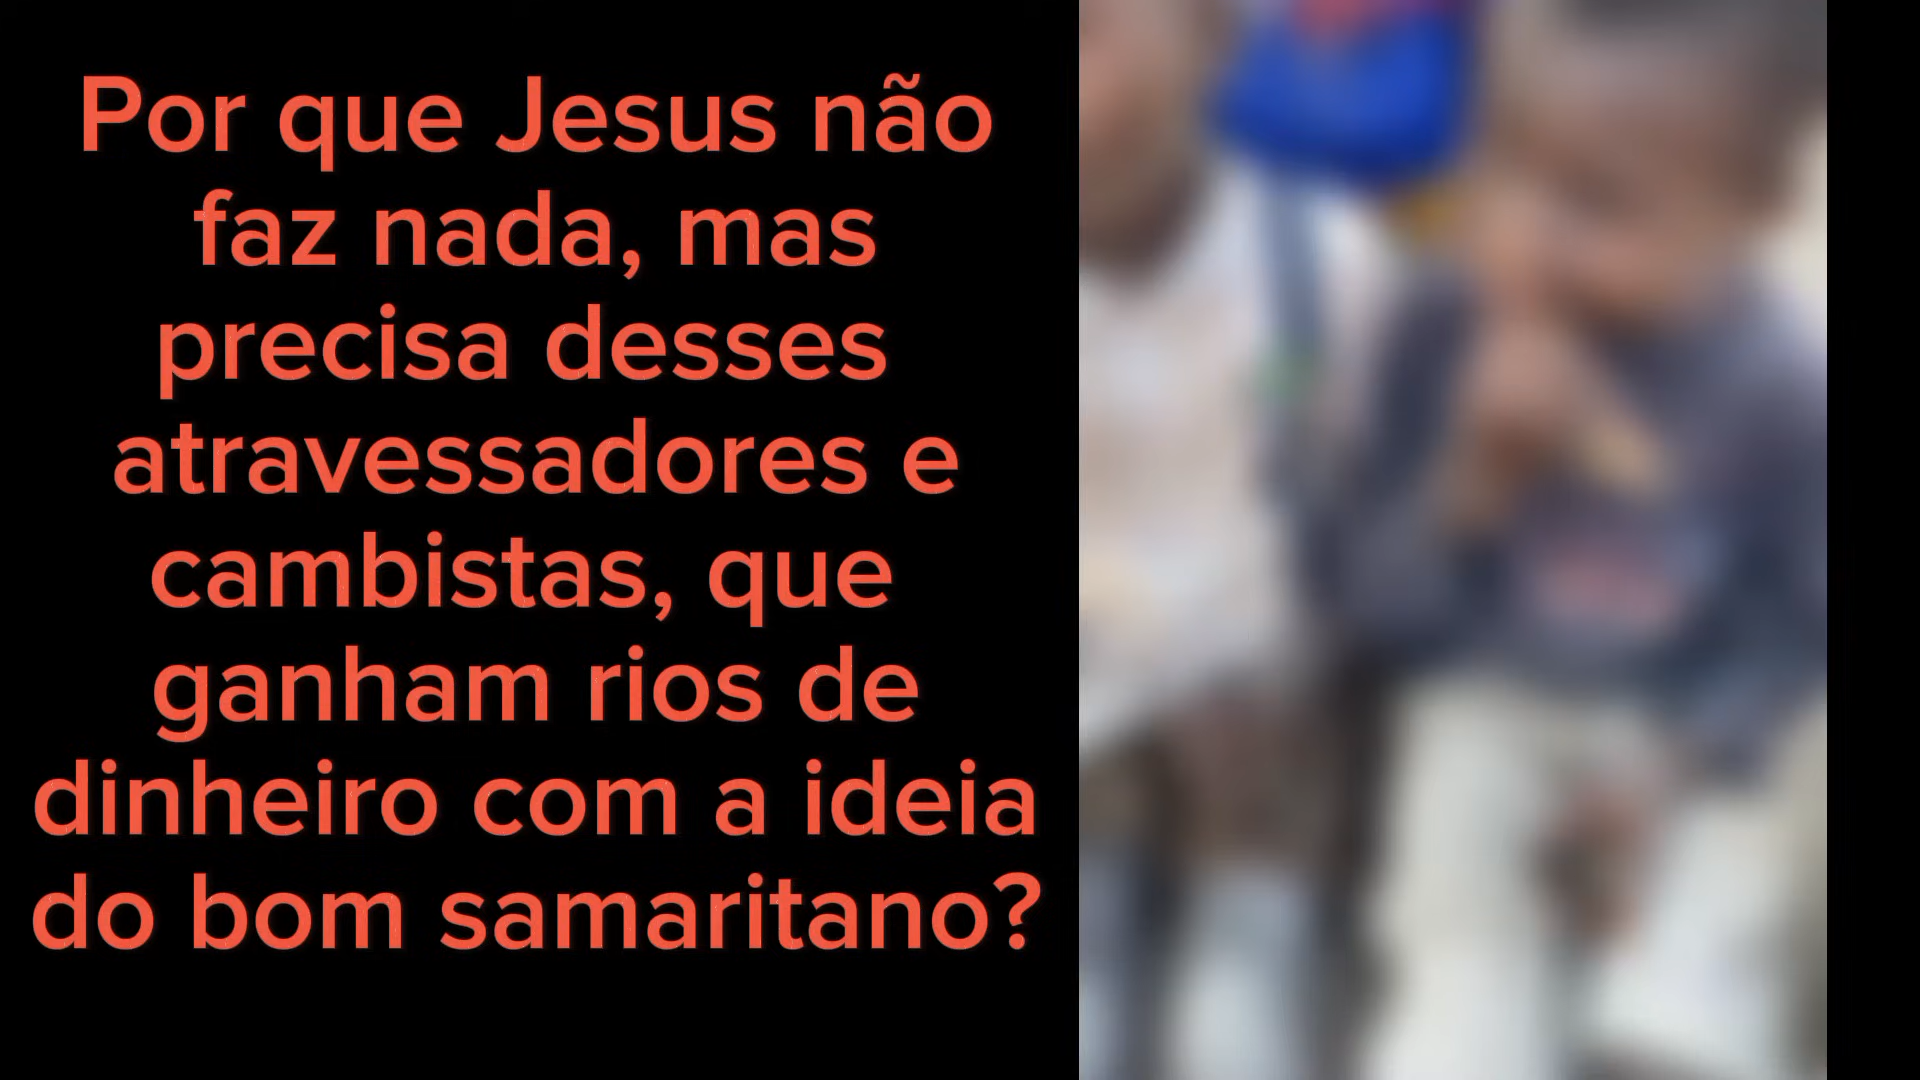 Por que Jesus não
faz nada, mas
precisa desses
atravessadores e
cambistas, que
ganham rios de
dinheiro com a ideia
do bom samaritano?